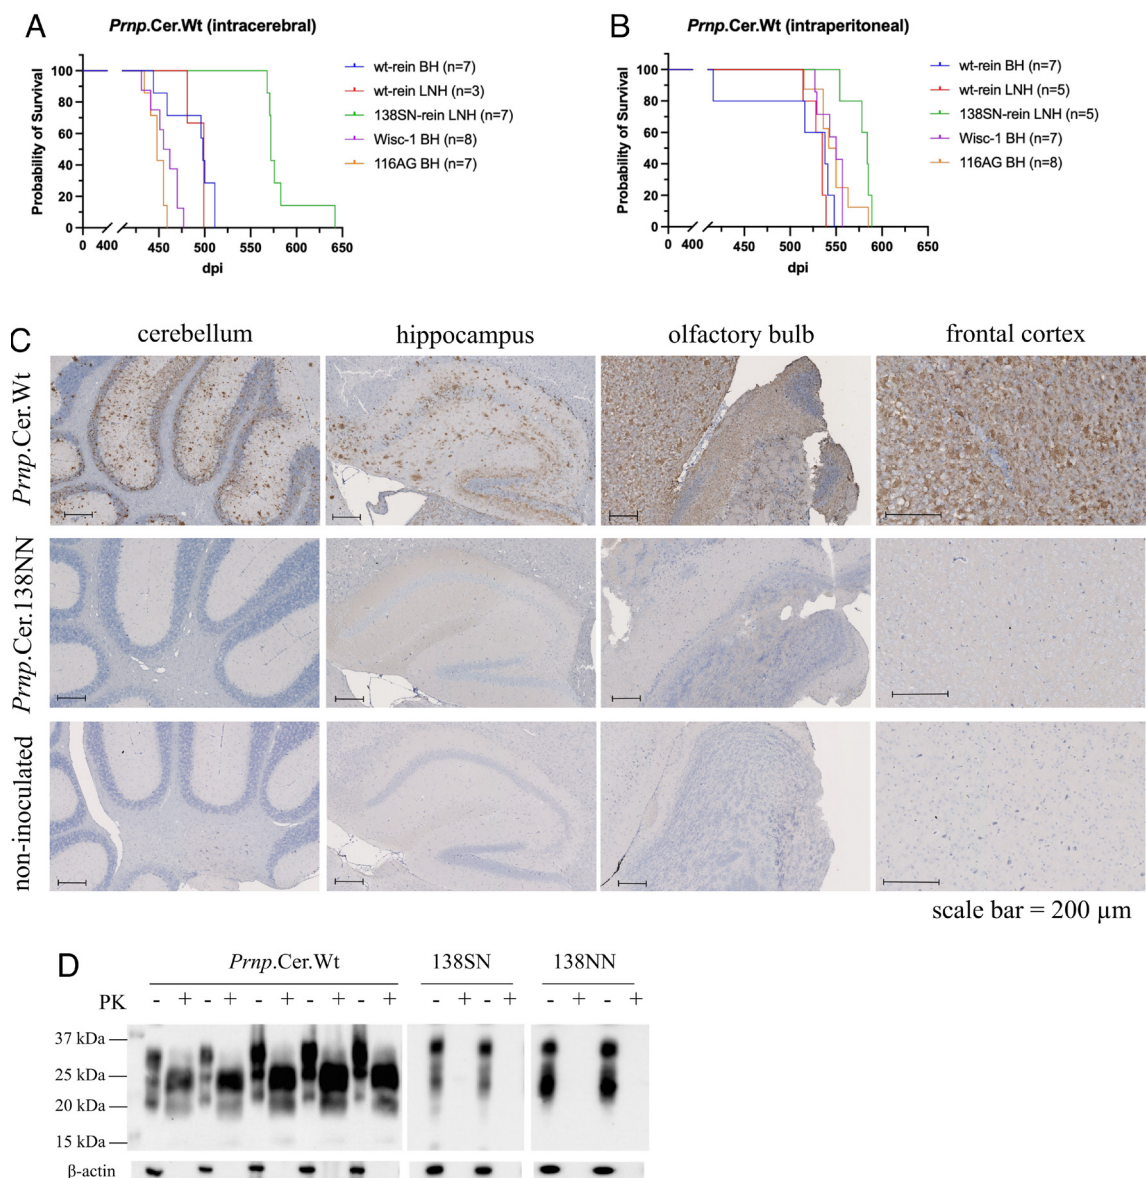 A
Prnp.Cer.Wt (intracerebral)
Probability of Survival
100
80
60
40
20
0
0 400 450 500 550 600 650
dpi
wt-rein BH (n=7)
wt-rein LNH (n=3)
138SN-rein LNH (n=7)
Wisc-1 BH (n=8)
116AG BH (n=7)
B
Prnp.Cer.Wt (intraperitoneal)
Probability of Survival
100
80
60
40
20
0
0 400 450 500 550 600 650
dpi
wt-rein BH (n=7)
wt-rein LNH (n=5)
138SN-rein LNH (n=5)
Wisc-1 BH (n=7)
116AG BH (n=8)
C
cerebellum hippocampus olfactory bulb frontal cortex
Prnp.Cer.Wt
Prnp.Cer.138NN
non-inoculated
scale bar = 200 µm
D
Prnp.Cer.Wt 138SN 138NN
PK - + - + - + - + - + - + - + - + - +
37 kDa
25 kDa
20 kDa
15 kDa
β-actin